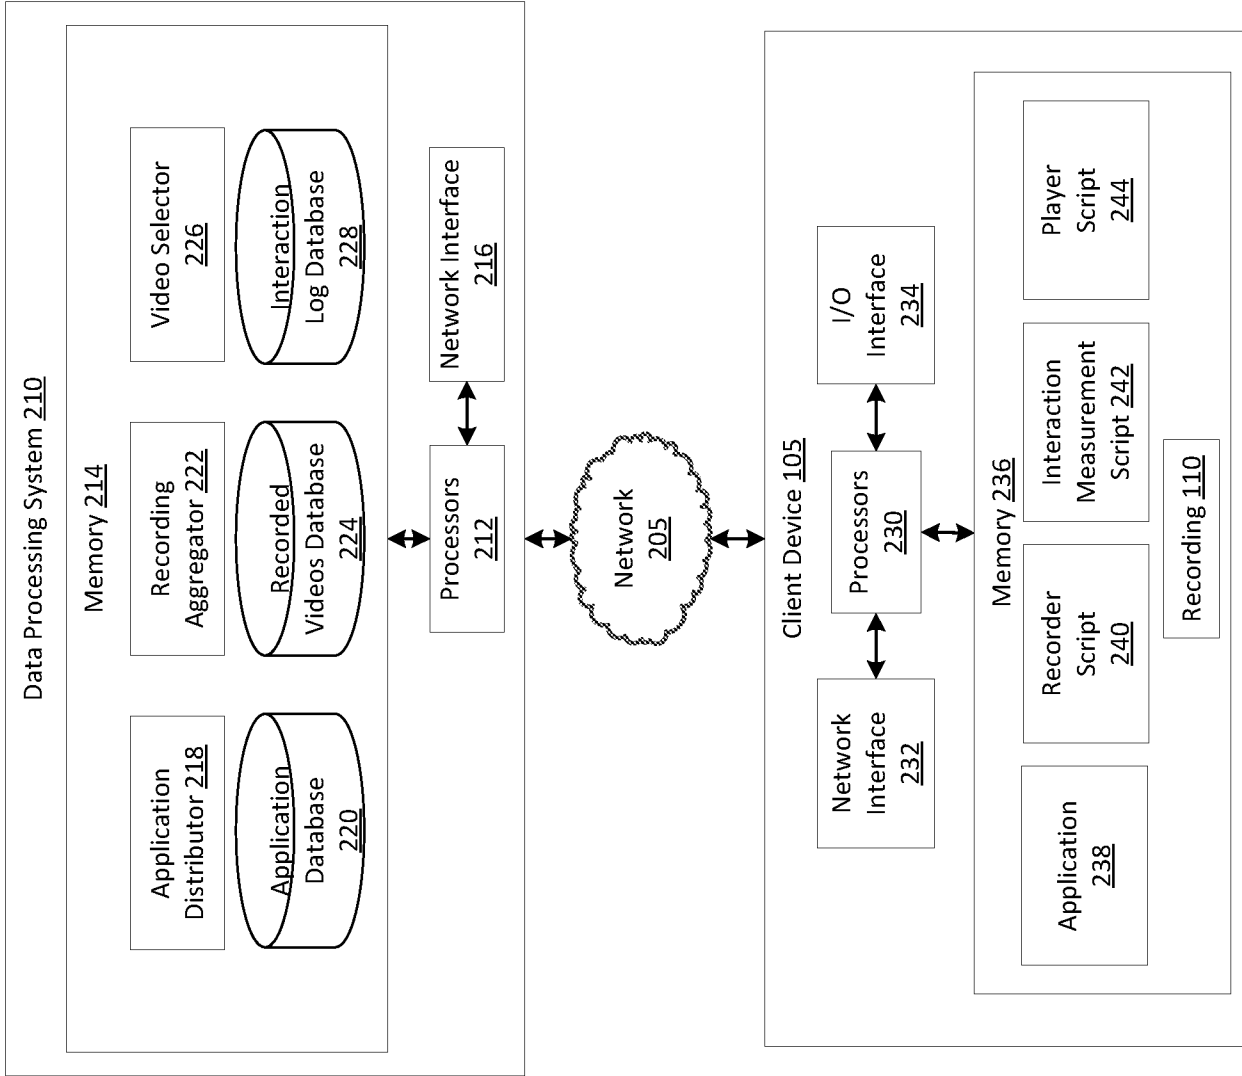 Data Processing System 210
Memory 214
Application
Distributor 218
Recording
Aggregator 222
Video Selector
226
Application
Database
220
Recorded
Videos Database
224
Interaction
Log Database
228
Processors
212
Network Interface
216
Network
205
Client Device 105
Network
Interface
232
Processors
230
I/O
Interface
234
Memory 236
Application
238
Recorder
Script
240
Interaction
Measurement
Script 242
Player
Script
244
Recording 110